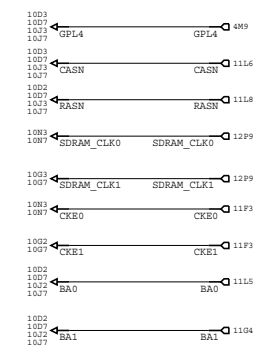 10D3
10D7
10J3
10J7
GPL4 GPL4 4M9
10D3
10D7
10J3
10J7
CASN CASN 11L6
10D2
10D7
10J3
10J7
RASN RASN 11L8
10N3
10N7
SDRAM_CLK0 SDRAM_CLK0 12P9
10G3
10G7
SDRAM_CLK1 SDRAM_CLK1 12P9
10N3
10N7
CKE0 CKE0 11F3
10G2
10G7
CKE1 CKE1 11F3
10D2
10D7
10J2
10J7
BA0 BA0 11L5
10D2
10D7
10J2
10J7
BA1 BA1 11G4